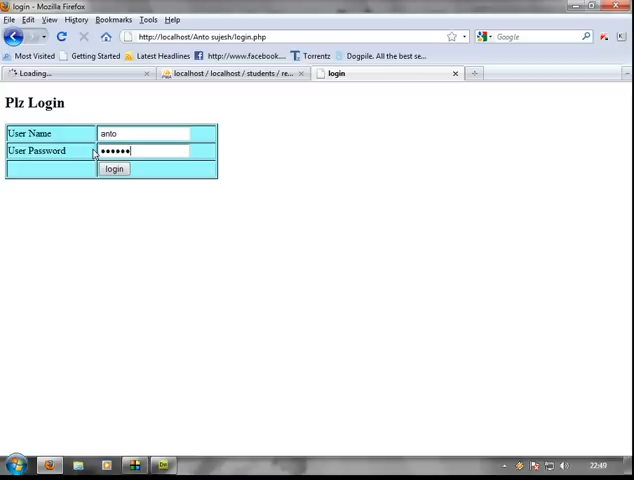 login - Mozilla Firefox
File Edit View History Bookmarks Tools Help
http://localhost/Anto sujesh/login.php
Google
Most Visited Getting Started Latest Headlines http://www.facebook.... Torrentz Dogpile. All the best se...
Loading... localhost / localhost / students / re... login
Plz Login
User Name anto
User Password ••••••
login
Dw
22:49